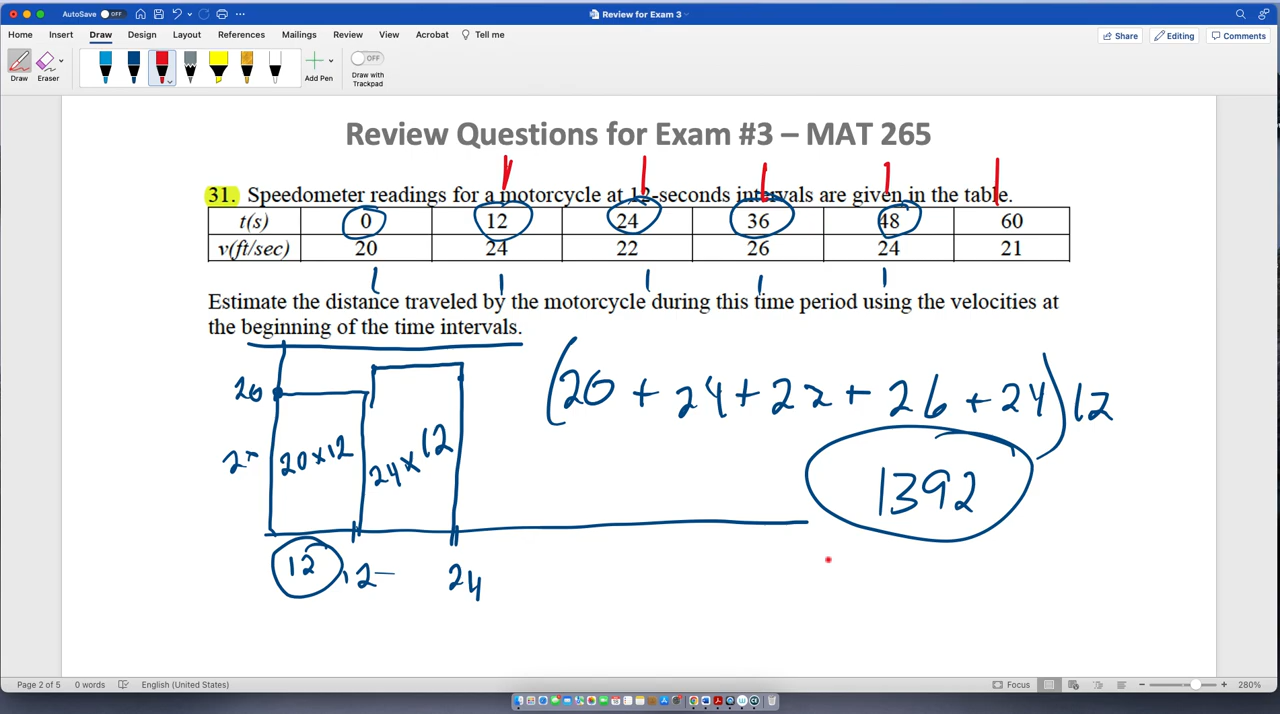 AutoSave OFF Review for Exam 3
Home Insert Draw Design Layout References Mailings Review View Acrobat Tell me Share Editing Comments
Draw Eraser Add Pen OFF Draw with Trackpad
Review Questions for Exam #3 – MAT 265
31. Speedometer readings for a motorcycle at 12-seconds intervals are given in the table.
t(s) 0 12 24 36 48 60
v(ft/sec) 20 24 22 26 24 21
Estimate the distance traveled by the motorcycle during this time period using the velocities at
the beginning of the time intervals.
20 (20 + 24 + 22 + 26 + 24) 12
20 x 12 24 x 12
1392
12 12 24
Page 2 of 5 0 words English (United States) Focus 280%